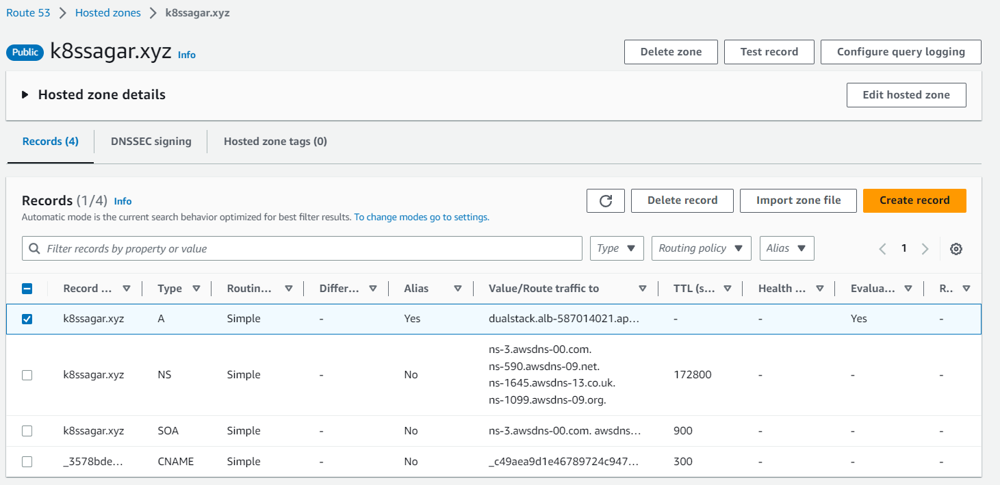 Route 53 > Hosted zones > k8ssagar.xyz
Public k8ssagar.xyz Info
Delete zone Test record Configure query logging
Hosted zone details
Edit hosted zone
Records (4) DNSSEC signing Hosted zone tags (0)
Records (1/4) Info
Delete record Import zone file Create record
Automatic mode is the current search behavior optimized for best filter results. To change modes go to settings.
Filter records by property or value Type Routing policy Alias 1
Record ... Type Routin... Differ... Alias Value/Route traffic to TTL (s... Health ... Evalua... R..
k8ssagar.xyz A Simple - Yes dualstack.alb-587014021.ap... - - Yes -
ns-3.awsdns-00.com.
ns-590.awsdns-09.net.
k8ssagar.xyz NS Simple - No 172800 - - -
ns-1645.awsdns-13.co.uk.
ns-1099.awsdns-09.org.
k8ssagar.xyz SOA Simple - No ns-3.awsdns-00.com. awsdns... 900 - - -
_3578bde... CNAME Simple - No _c49aea9d1e46789724c947... 300 - - -